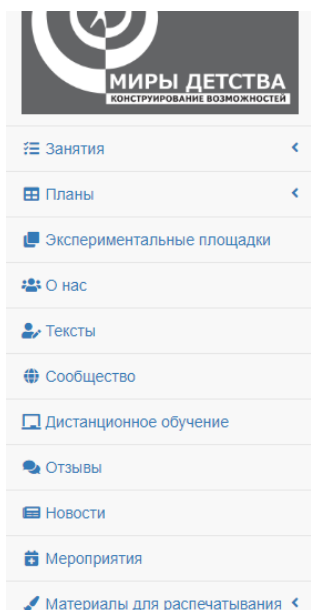 МИРЫ ДЕТСТВА
КОНСТРУИРОВАНИЕ ВОЗМОЖНОСТЕЙ
Занятия
Планы
Экспериментальные площадки
О нас
Тексты
Сообщество
Дистанционное обучение
Отзывы
Новости
Мероприятия
Материалы для распечатывания